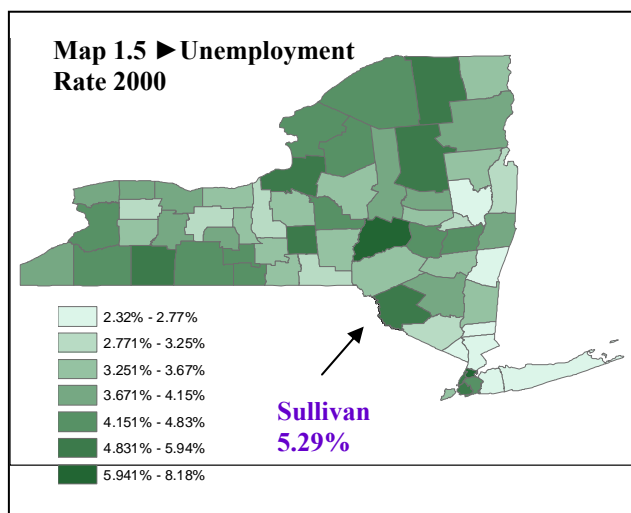 Map 1.5 ►Unemployment
Rate 2000
2.32% - 2.77%
2.771% - 3.25%
3.251% - 3.67%
3.671% - 4.15%
4.151% - 4.83%
4.831% - 5.94%
5.941% - 8.18%
Sullivan
5.29%